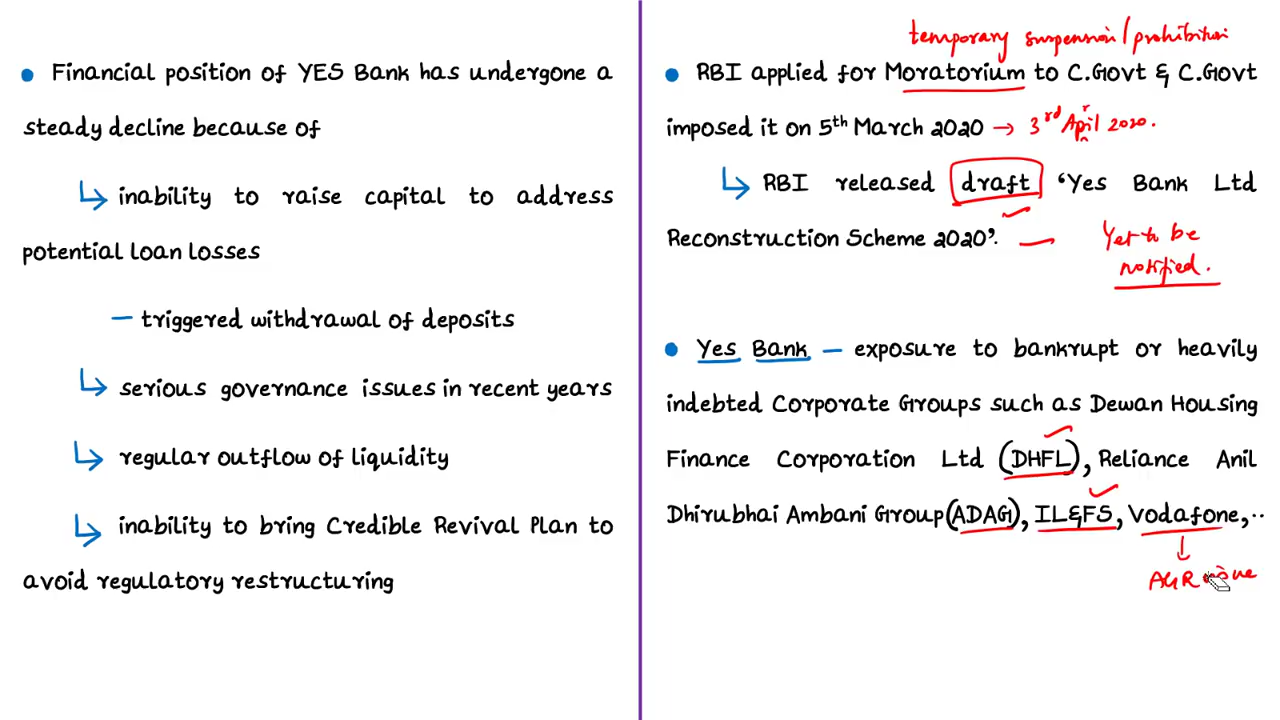 • Financial position of YES Bank has undergone a
steady decline because of
↳ inability to raise capital to address
potential loan losses
— triggered withdrawal of deposits
↳ serious governance issues in recent years
↳ regular outflow of liquidity
↳ inability to bring Credible Revival Plan to
avoid regulatory restructuring
temporary suspension/prohibition
• RBI applied for Moratorium to C.Govt & C.Govt
imposed it on 5th March 2020 → 3rd April 2020.
↳ RBI released draft 'Yes Bank Ltd
Reconstruction Scheme 2020'. — Yet to be
notified.
• Yes Bank — exposure to bankrupt or heavily
indebted Corporate Groups such as Dewan Housing
Finance Corporation Ltd (DHFL), Reliance Anil
Dhirubhai Ambani Group(ADAG), IL&FS, Vodafone,..
AGR